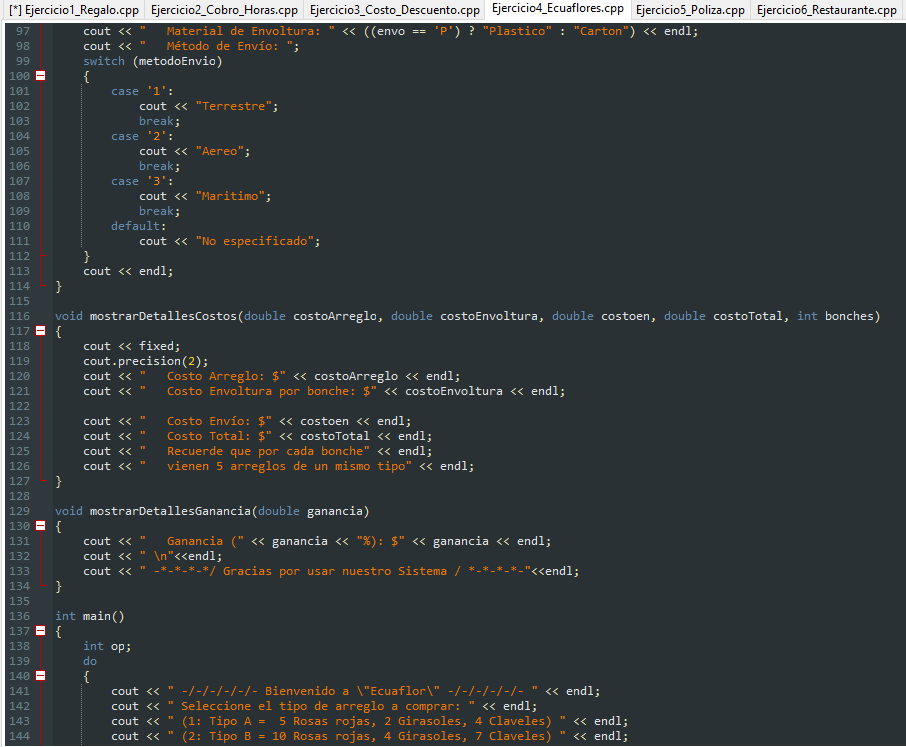 [*] Ejercicio1_Regalo.cpp Ejercicio2_Cobro_Horas.cpp Ejercicio3_Costo_Descuento.cpp Ejercicio4_Ecuaflores.cpp Ejercicio5_Poliza.cpp Ejercicio6_Restaurante.cpp
97 cout << "   Material de Envoltura: " << ((envo == 'P') ? "Plastico" : "Carton") << endl;
98 cout << "   Método de Envío: ";
99 switch (metodoEnvio)
100 {
101 case '1':
102 cout << "Terrestre";
103 break;
104 case '2':
105 cout << "Aereo";
106 break;
107 case '3':
108 cout << "Maritimo";
109 break;
110 default:
111 cout << "No especificado";
112 }
113 cout << endl;
114 }
115
116 void mostrarDetallesCostos(double costoArreglo, double costoEnvoltura, double costoen, double costoTotal, int bonches)
117 {
118 cout << fixed;
119 cout.precision(2);
120 cout << "   Costo Arreglo: $" << costoArreglo << endl;
121 cout << "   Costo Envoltura por bonche: $" << costoEnvoltura << endl;
122
123 cout << "   Costo Envío: $" << costoen << endl;
124 cout << "   Costo Total: $" << costoTotal << endl;
125 cout << "   Recuerde que por cada bonche" << endl;
126 cout << "   vienen 5 arreglos de un mismo tipo" << endl;
127 }
128
129 void mostrarDetallesGanancia(double ganancia)
130 {
131 cout << "   Ganancia (" << ganancia << "%): $" << ganancia << endl;
132 cout << " \n"<<endl;
133 cout << " -*-*-*-*/ Gracias por usar nuestro Sistema / *-*-*-*-"<<endl;
134 }
135
136 int main()
137 {
138 int op;
139 do
140 {
141 cout << " -/-/-/-/-/- Bienvenido a \"Ecuaflor\" -/-/-/-/-/- " << endl;
142 cout << " Seleccione el tipo de arreglo a comprar: " << endl;
143 cout << " (1: Tipo A =  5 Rosas rojas, 2 Girasoles, 4 Claveles) " << endl;
144 cout << " (2: Tipo B = 10 Rosas rojas, 4 Girasoles, 7 Claveles) " << endl;